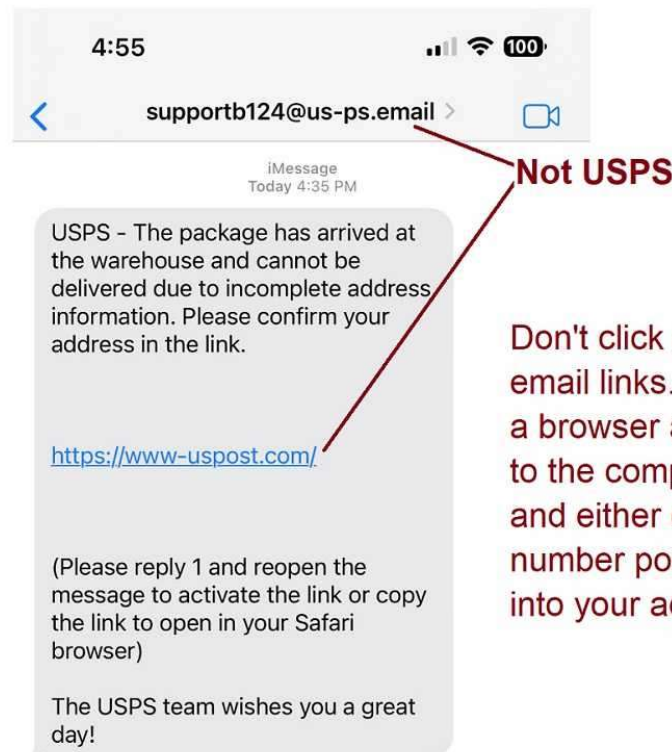 4:55
100
supportb124@us-ps.email
iMessage
Today 4:35 PM
Not USPS
USPS - The package has arrived at
the warehouse and cannot be
delivered due to incomplete address
information. Please confirm your
address in the link.
https://www-uspost.com/
(Please reply 1 and reopen the
message to activate the link or copy
the link to open in your Safari
browser)
The USPS team wishes you a great
day!
Don't click
email links.
a browser
to the
and either
number
into your